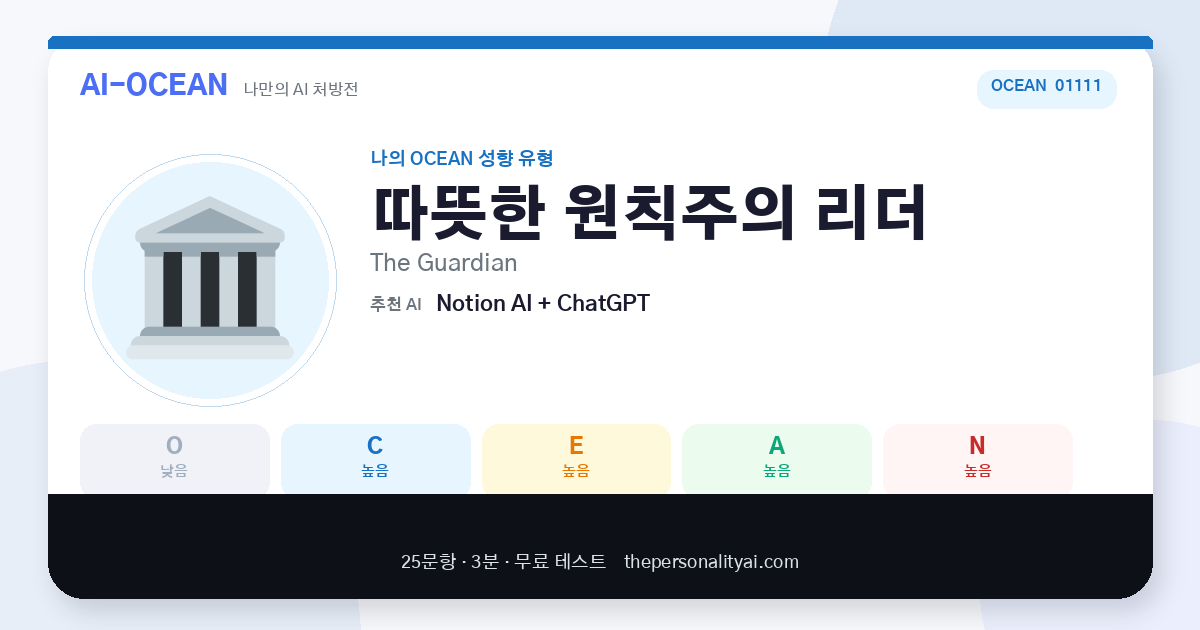 AI-OCEAN 나만의 AI 처방전
OCEAN 01111
나의 OCEAN 성향 유형
따뜻한 원칙주의 리더
The Guardian
추천 AI Notion AI + ChatGPT
O C E A N
낮음 높음 높음 높음 높음
25문항 · 3분 · 무료 테스트 thepersonalityai.com